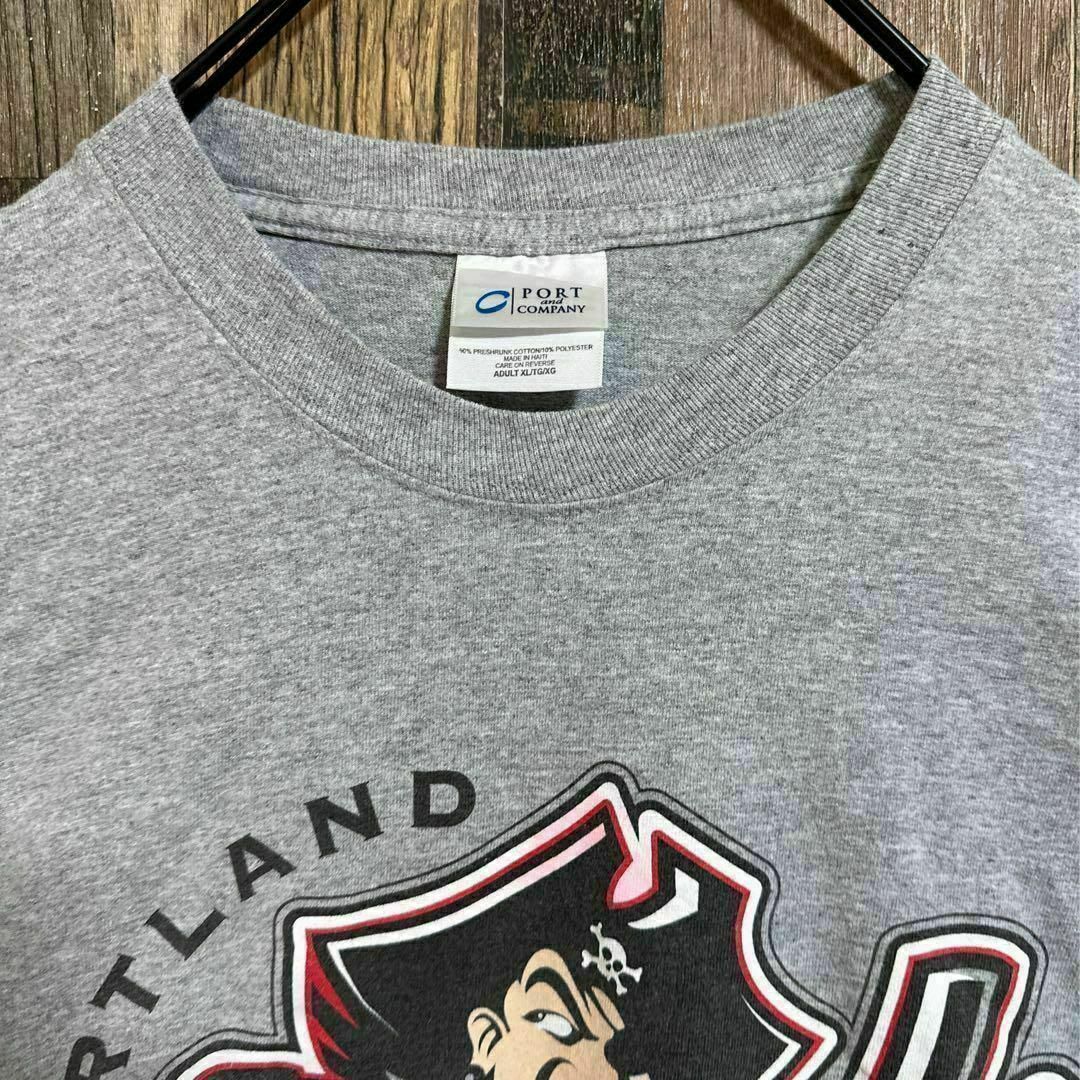 PORT
and
COMPANY
90% PRESHRUNK COTTON/10% POLYESTER
MADE IN HAITI
CARE ON REVERSE
ADULT XL/TG/XG
RTLAND